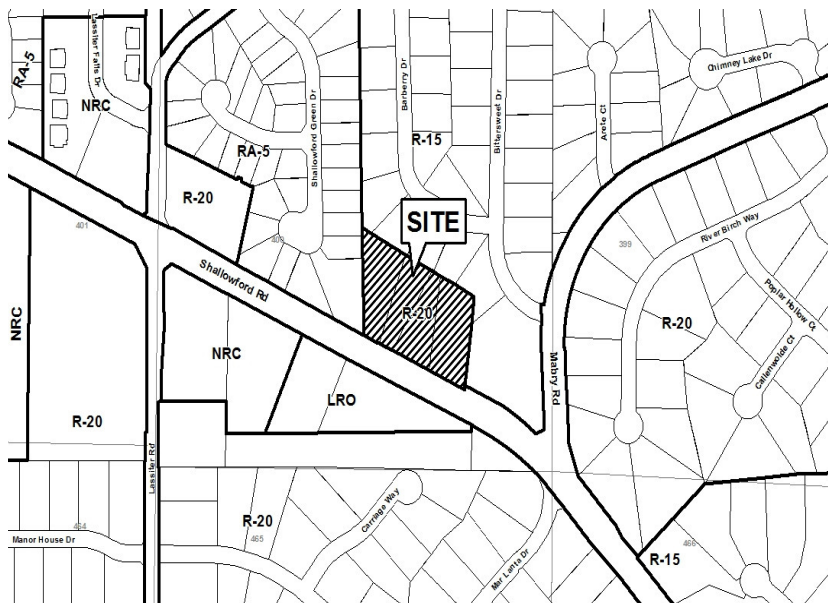 Lassiter Falls Dr
RA-5
NRC
Shallowford Green Dr
RA-5
R-20
Barberry Dr
R-15
Bittersweet Dr
Arete Ct
Chimney Lake Dr
401
SITE
399
River Birch Way
Poplar Hollow Ct
Callenwolde Ct
Shallowford Rd
R-20
R-20
NRC
NRC
LRO
Mabry Rd
R-20
Lassiter Rd
R-20
465
Carriage Way
464
Manor House Dr
Mar Lanta Dr
466
R-15